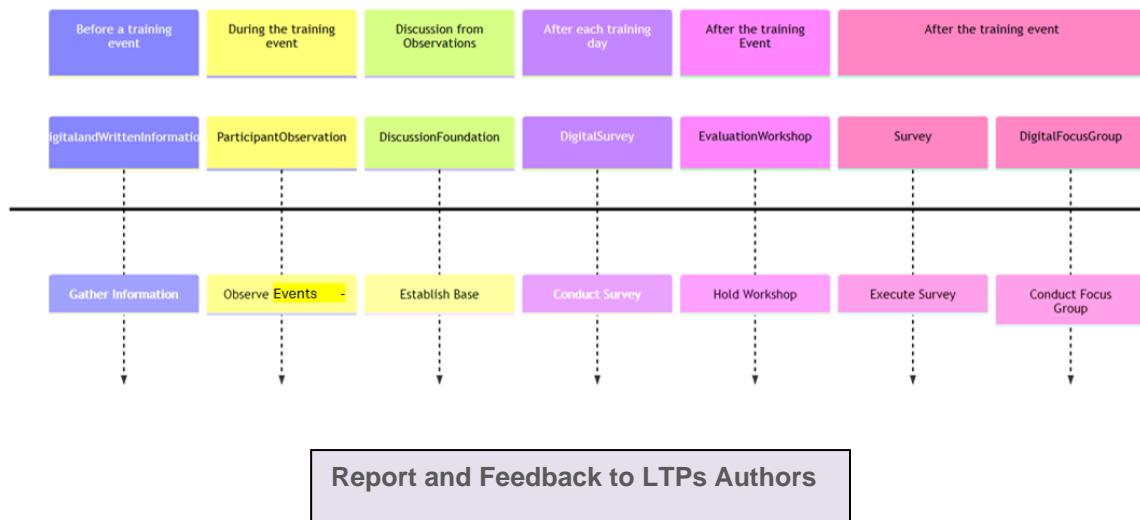 Before a training
event
During the training
event
Discussion from
Observations
After each training
day
After the training
Event
After the training event
igitalandWrittenInformation
ParticipantObservation
DiscussionFoundation
DigitalSurvey
EvaluationWorkshop
Survey
DigitalFocusGroup
Gather Information
Observe Events -
Establish Base
Conduct Survey
Hold Workshop
Execute Survey
Conduct Focus
Group
Report and Feedback to LTPs Authors